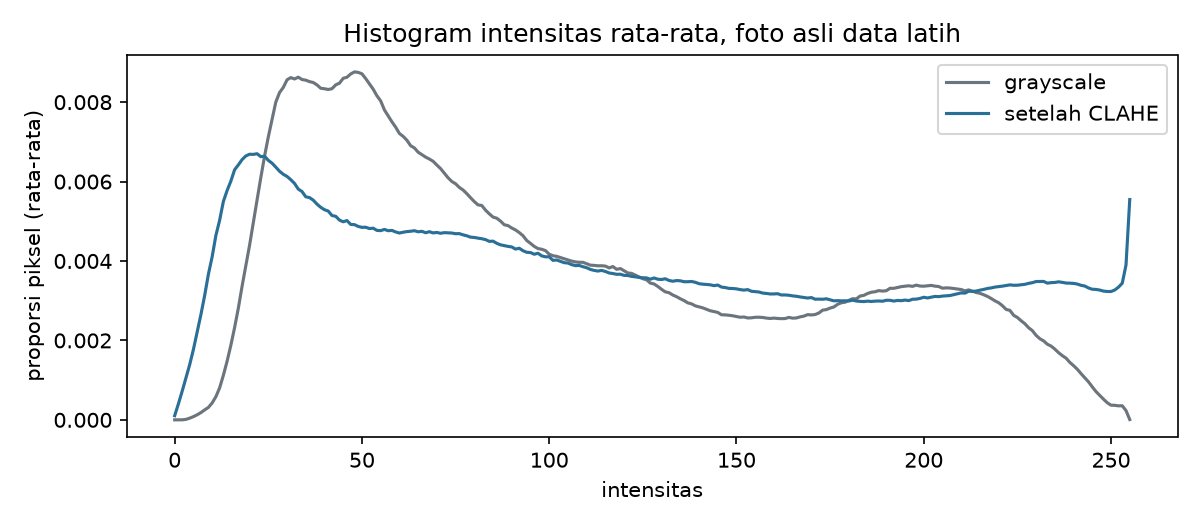 Histogram intensitas rata-rata, foto asli data latih
grayscale
setelah CLAHE
proporsi piksel (rata-rata)
0.008
0.006
0.004
0.002
0.000
0 50 100 150 200 250
intensitas